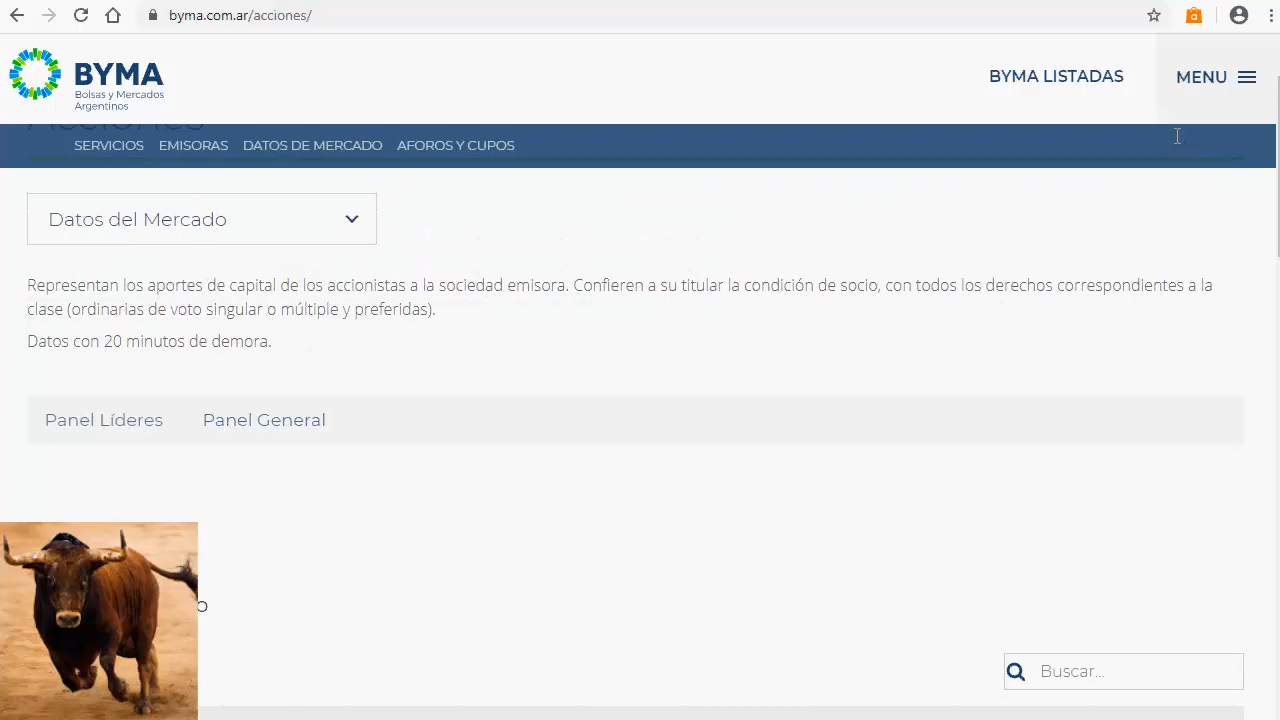 byma.com.ar/acciones/
BYMA
Bolsas y Mercados
Argentinos
BYMA LISTADAS
MENU
Acciones
SERVICIOS
EMISORAS
DATOS DE MERCADO
AFOROS Y CUPOS
Datos del Mercado
Representan los aportes de capital de los accionistas a la sociedad emisora. Confieren a su titular la condición de socio, con todos los derechos correspondientes a la
clase (ordinarias de voto singular o múltiple y preferidas).
Datos con 20 minutos de demora.
Panel Líderes
Panel General
Buscar...